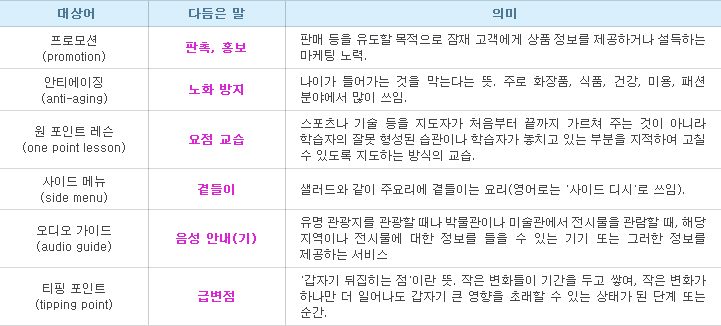 대상어 다듬은 말 의미
프로모션
(promotion)
판촉, 홍보
판매 등을 유도할 목적으로 잠재 고객에게 상품 정보를 제공하거나 설득하는
마케팅 노력.
안티에이징
(anti-aging)
노화 방지
나이가 들어가는 것을 막는다는 뜻. 주로 화장품, 식품, 건강, 미용, 패션
분야에서 많이 쓰임.
원 포인트 레슨
(one point lesson)
요점 교습
스포츠나 기술 등을 지도자가 처음부터 끝까지 가르쳐 주는 것이 아니라
학습자의 잘못 형성된 습관이나 학습자가 놓치고 있는 부분을 지적하여 고칠
수 있도록 지도하는 방식의 교습.
사이드 메뉴
(side menu)
곁들이
샐러드와 같이 주요리에 곁들이는 요리(영어로는 '사이드 디시'로 쓰임).
오디오 가이드
(audio guide)
음성 안내(기)
유명 관광지를 관광할 때나 박물관이나 미술관에서 전시물을 관람할 때, 해당
지역이나 전시물에 대한 정보를 들을 수 있는 기기 또는 그러한 정보를
제공하는 서비스
티핑 포인트
(tipping point)
급변점
'갑자기 뒤집히는 점'이란 뜻. 작은 변화들이 기간을 두고 쌓여, 작은 변화가
하나만 더 일어나도 갑자기 큰 영향을 초래할 수 있는 상태가 된 단계 또는
순간.